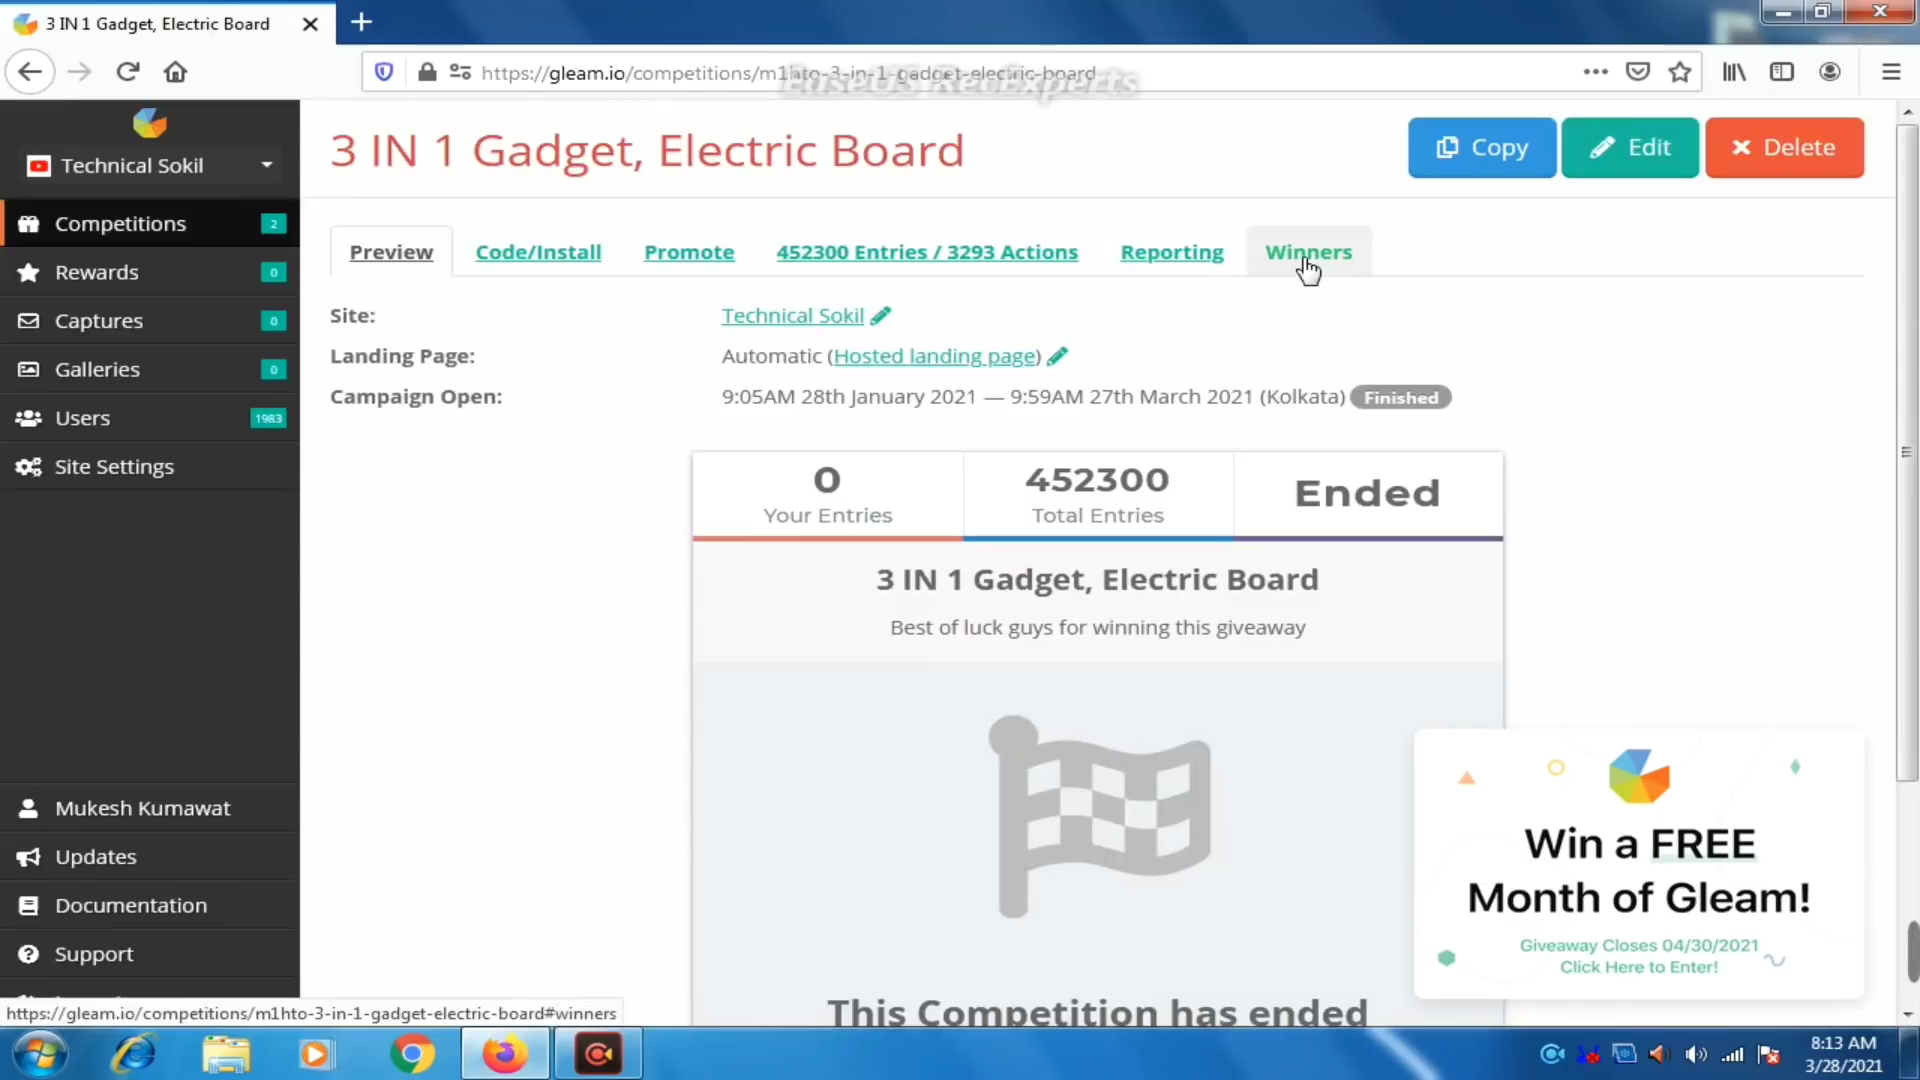 3 IN 1 Gadget, Electric Board
https://gleam.io/competitions/m1hto-3-in-1-gadget-electric-board
EaseUS RecExperts
Technical Sokil
Competitions 2
Rewards 0
Captures 0
Galleries 0
Users 1983
Site Settings
Mukesh Kumawat
Updates
Documentation
Support
3 IN 1 Gadget, Electric Board
Copy Edit Delete
Preview Code/Install Promote 452300 Entries / 3293 Actions Reporting Winners
Site: Technical Sokil
Landing Page: Automatic (Hosted landing page)
Campaign Open: 9:05AM 28th January 2021 — 9:59AM 27th March 2021 (Kolkata) Finished
0 452300 Ended
Your Entries Total Entries
3 IN 1 Gadget, Electric Board
Best of luck guys for winning this giveaway
This Competition has ended
Win a FREE
Month of Gleam!
Giveaway Closes 04/30/2021
Click Here to Enter!
https://gleam.io/competitions/m1hto-3-in-1-gadget-electric-board#winners
8:13 AM
3/28/2021